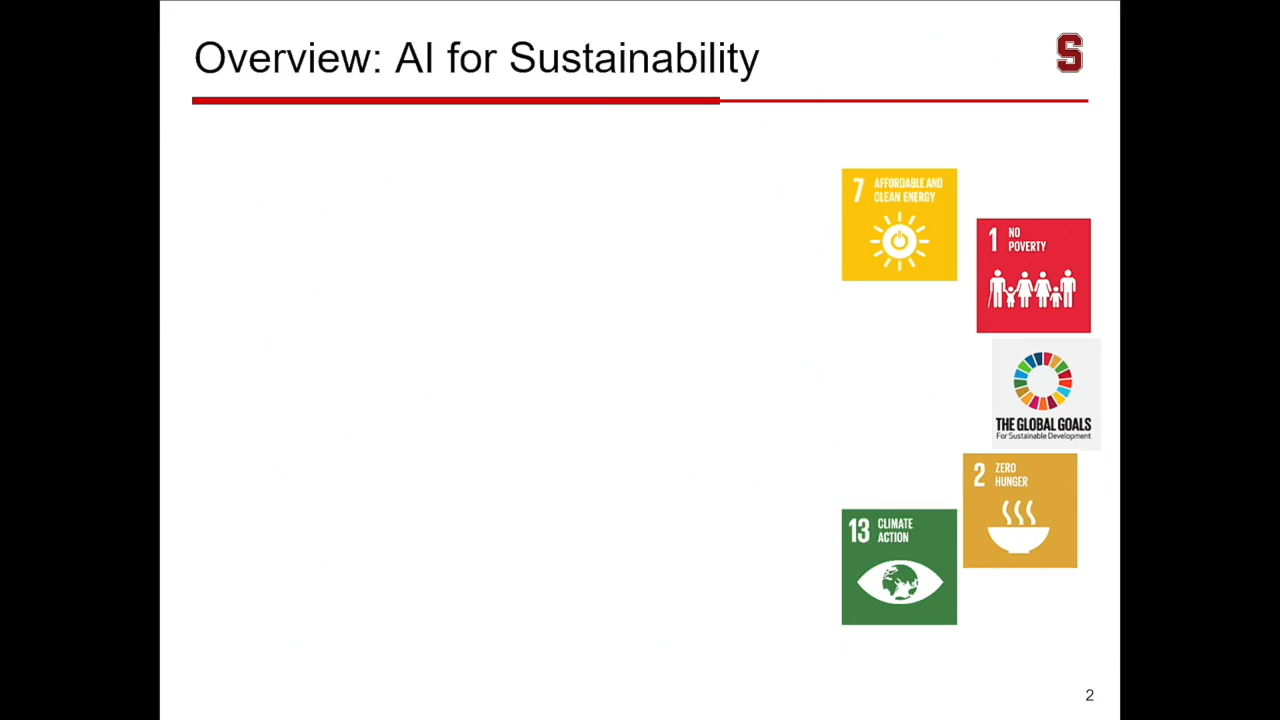 Overview: AI for Sustainability
S
7 AFFORDABLE AND
CLEAN ENERGY
1 NO
POVERTY
THE GLOBAL GOALS
For Sustainable Development
2 ZERO
HUNGER
13 CLIMATE
ACTION
2